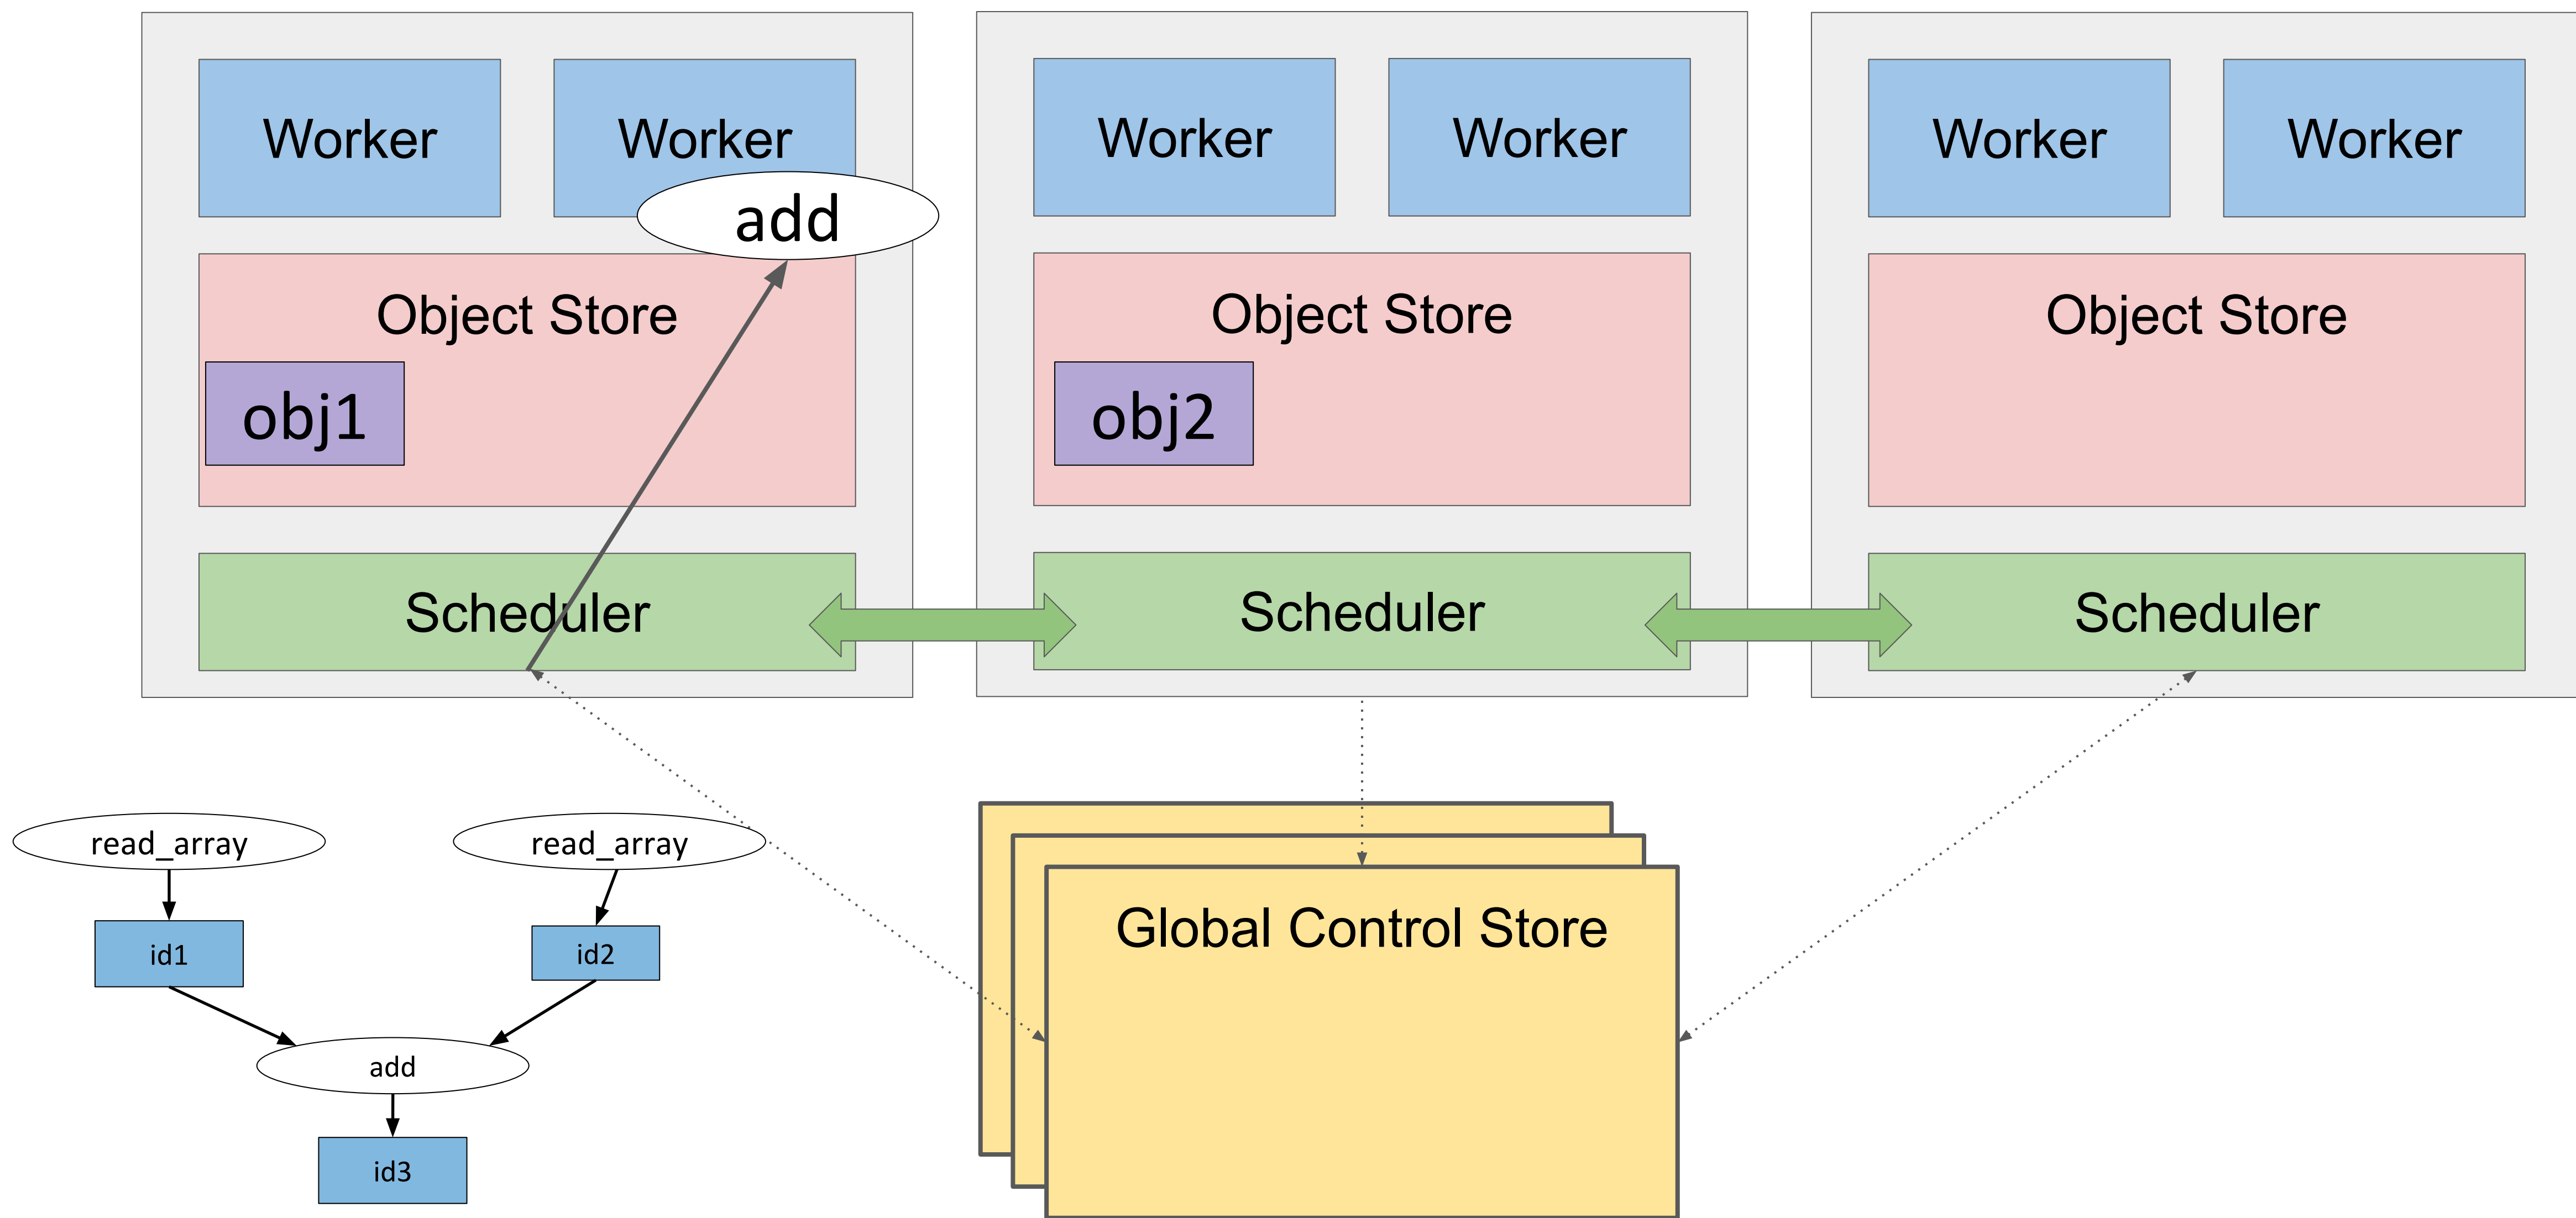 Worker
Worker
add
Object Store
obj1
Scheduler
Worker
Worker
Object Store
obj2
Scheduler
Worker
Worker
Object Store
Scheduler
read_array
read_array
id1
id2
add
id3
Global Control Store